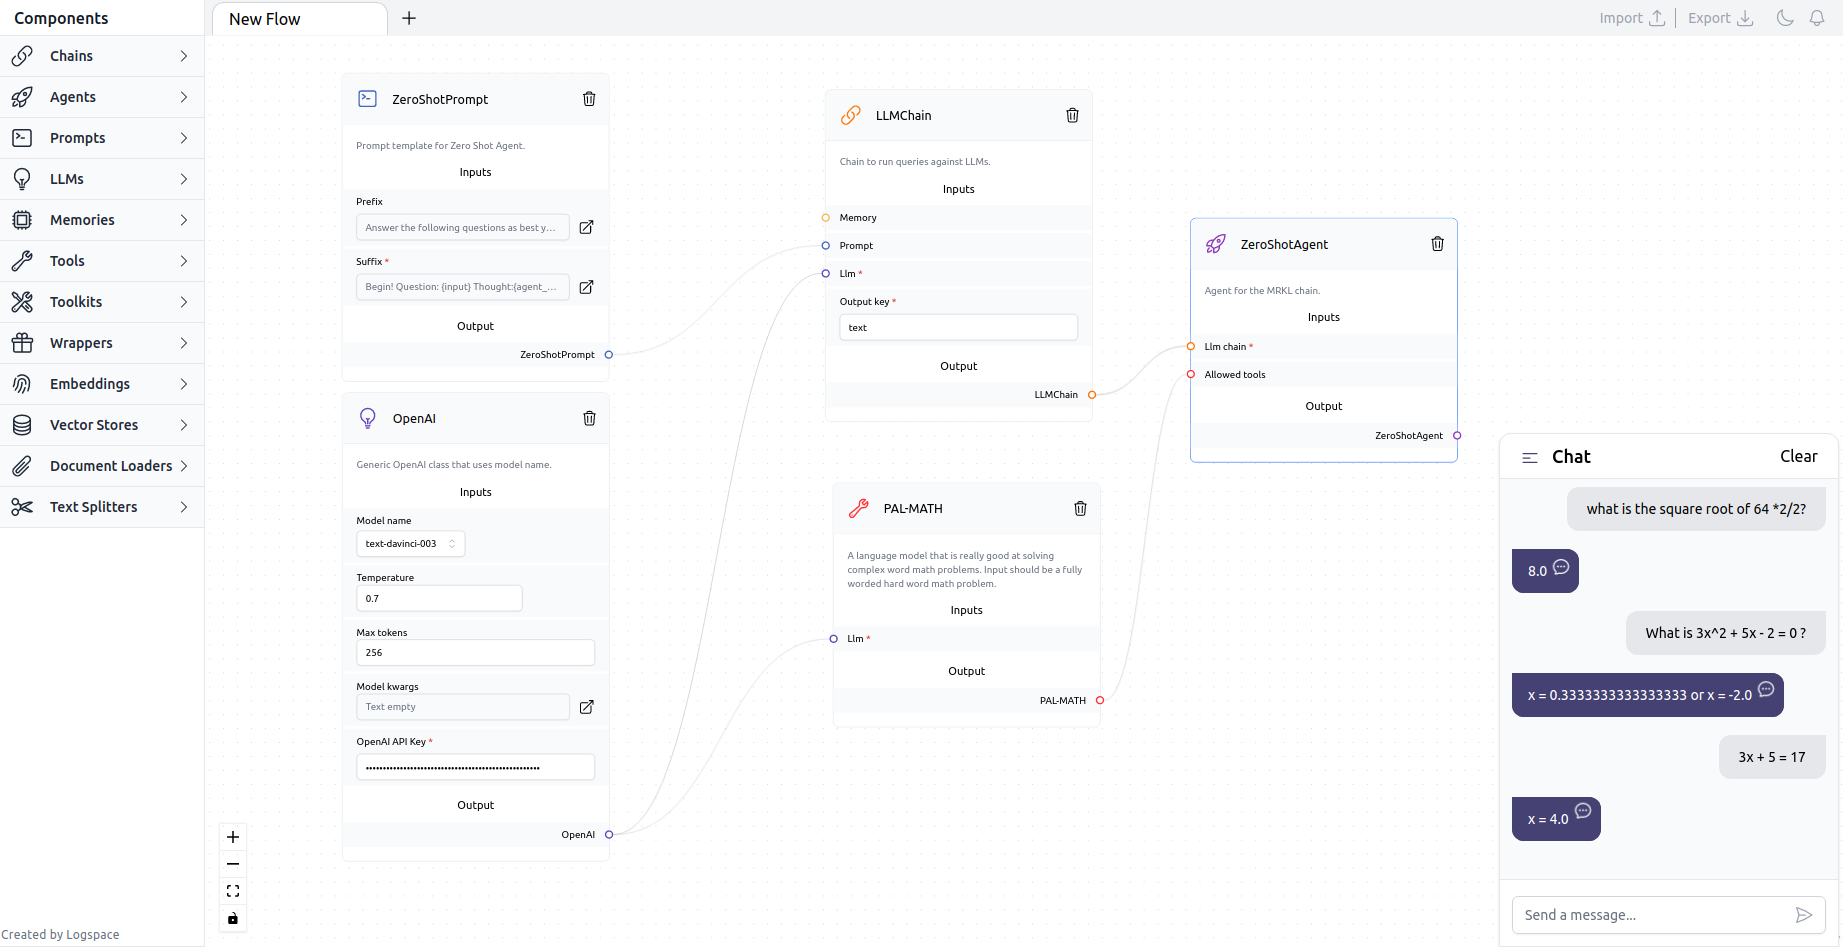 Components
Chains
Agents
Prompts
LLMs
Memories
Tools
Toolkits
Wrappers
Embeddings
Vector Stores
Document Loaders
Text Splitters
Created by Logspace
New Flow
Import
Export
ZeroShotPrompt
Prompt template for Zero Shot Agent.
Inputs
Prefix
Answer the following questions as best y...
Suffix *
Begin! Question: {input} Thought:{agent_...
Output
ZeroShotPrompt
OpenAI
Generic OpenAI class that uses model name.
Inputs
Model name
text-davinci-003
Temperature
0.7
Max tokens
256
Model kwargs
Text empty
OpenAI API Key *
Output
OpenAI
LLMChain
Chain to run queries against LLMs.
Inputs
Memory
Prompt
Llm *
Output key *
text
Output
LLMChain
PAL-MATH
A language model that is really good at solving
complex word math problems. Input should be a fully
worded hard word math problem.
Inputs
Llm *
Output
PAL-MATH
ZeroShotAgent
Agent for the MRKL chain.
Inputs
Llm chain *
Allowed tools
Output
ZeroShotAgent
Chat
Clear
what is the square root of 64 *2/2?
8.0
What is 3x^2 + 5x - 2 = 0 ?
x = 0.3333333333333333 or x = -2.0
3x + 5 = 17
x = 4.0
Send a message...